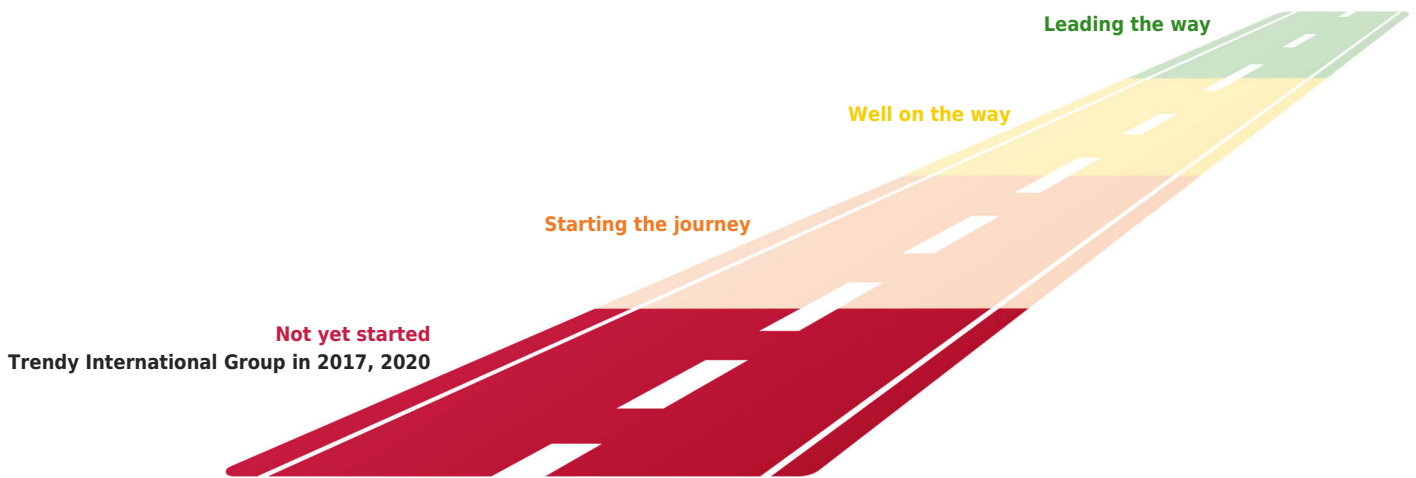 Leading the way
Well on the way
Starting the journey
Not yet started
Trendy International Group in 2017, 2020